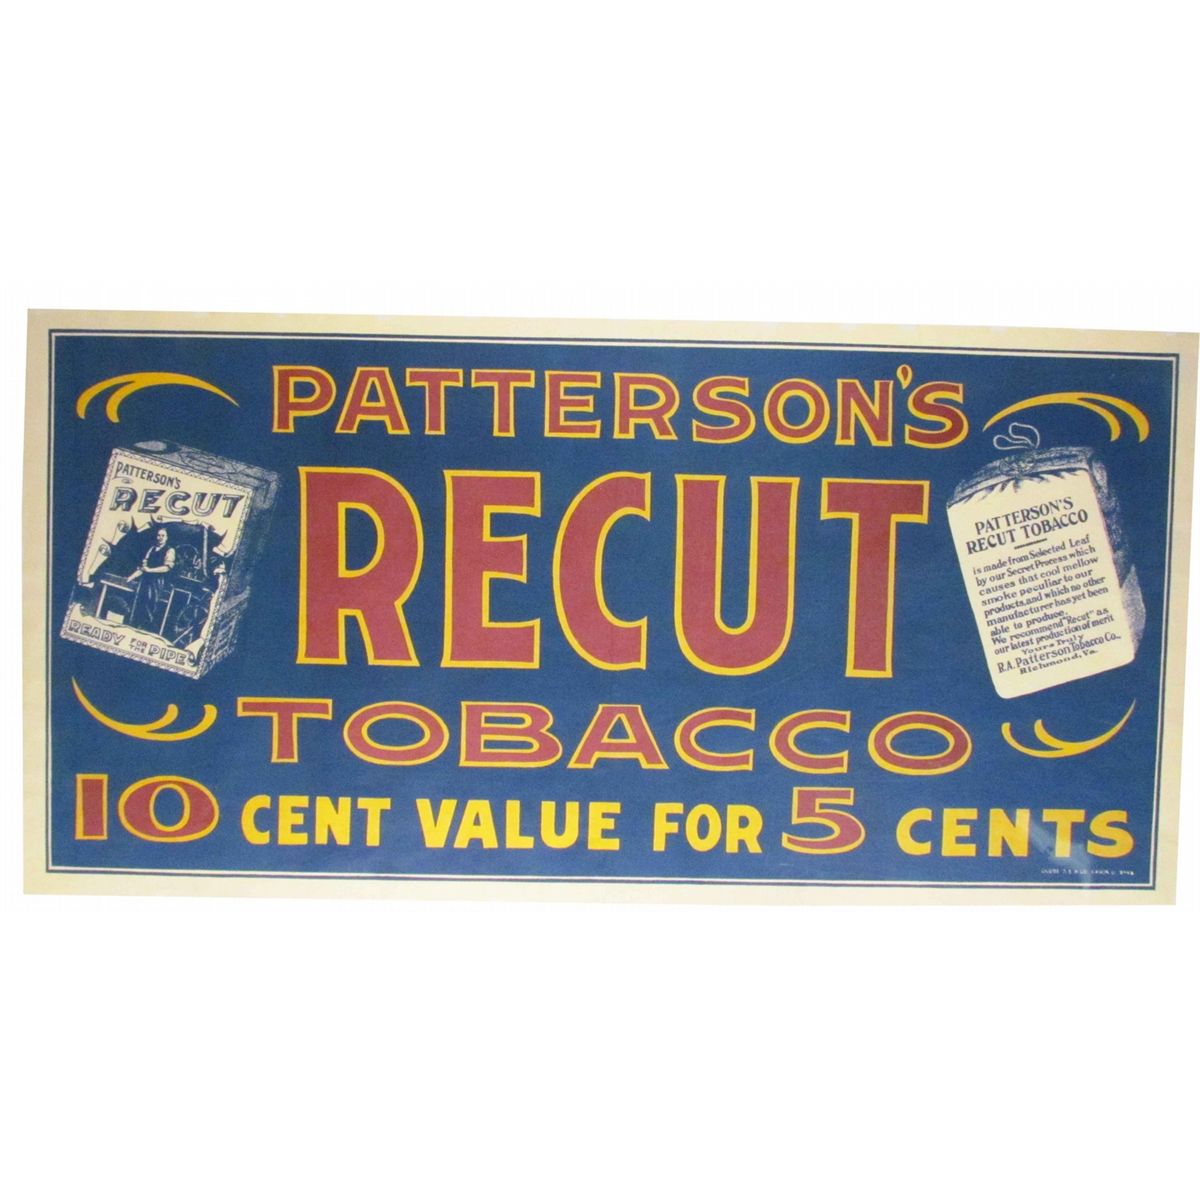 PATTERSON'S
RECUT
TOBACCO
10 CENT VALUE FOR 5 CENTS
PATTERSON'S
RECUT
READY FOR THE PIPE
PATTERSON'S
RECUT TOBACCO
is made from Selected Leaf
by our Secret Process which
causes that cool mellow
smoke peculiar to our
products, and which no other
manufacturer has yet been
able to produce.
We recommend "Recut" as
our latest production of merit
Yours Truly
R.A. Patterson Tobacco Co.,
Richmond, Va.